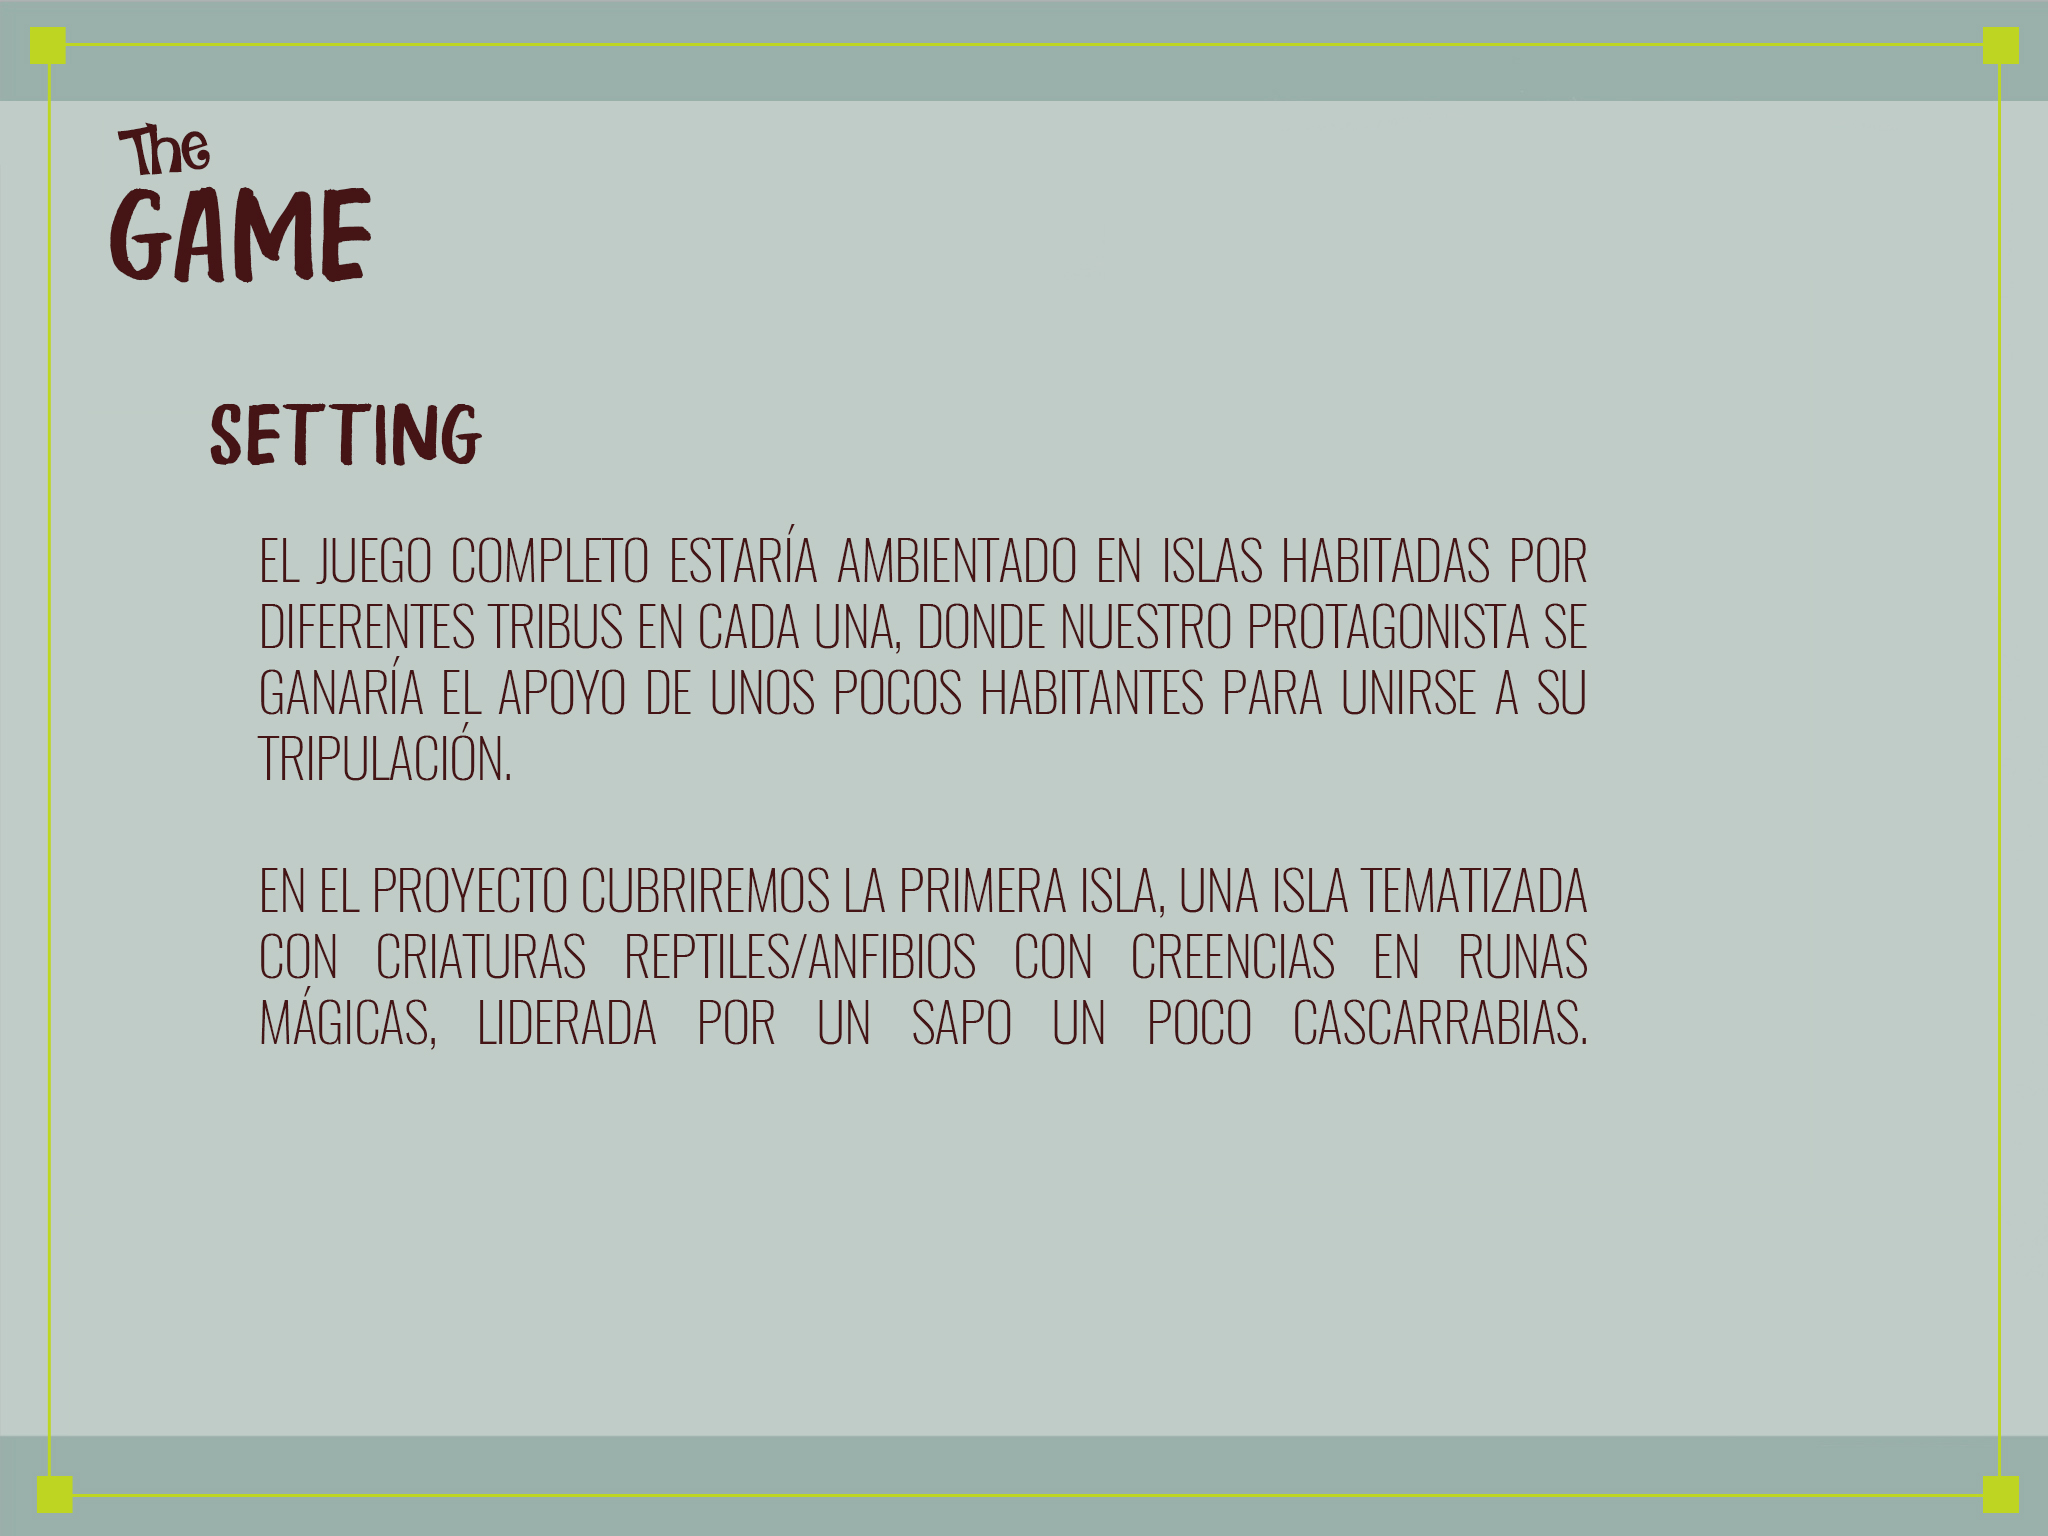 The
GAME
SETTING
EL JUEGO COMPLETO ESTARÍA AMBIENTADO EN ISLAS HABITADAS POR
DIFERENTES TRIBUS EN CADA UNA, DONDE NUESTRO PROTAGONISTA SE
GANARÍA EL APOYO DE UNOS POCOS HABITANTES PARA UNIRSE A SU
TRIPULACIÓN.
EN EL PROYECTO CUBRIREMOS LA PRIMERA ISLA, UNA ISLA TEMATIZADA
CON CRIATURAS REPTILES/ANFIBIOS CON CREENCIAS EN RUNAS
MÁGICAS, LIDERADA POR UN SAPO UN POCO CASCARRABIAS.